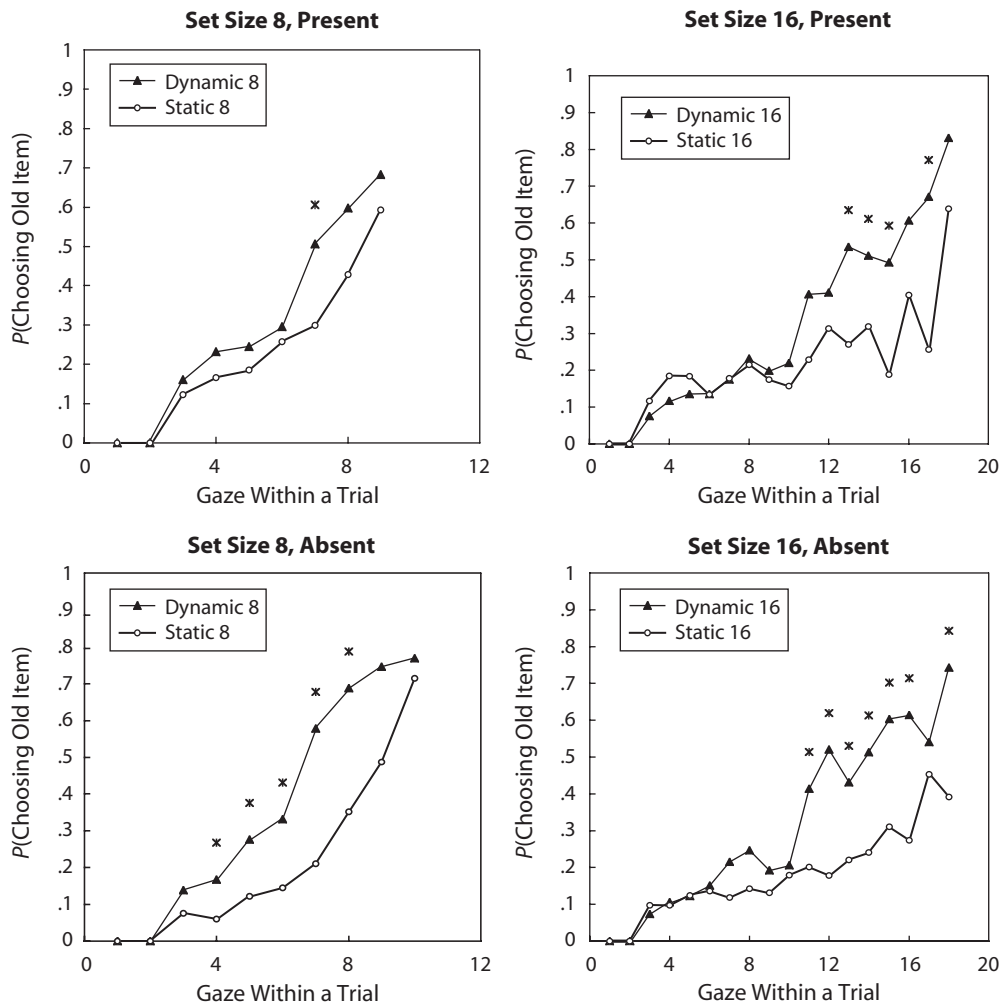 Set Size 8, Present
1
.9
.8
.7
.6
.5
.4
.3
.2
.1
0
P(Choosing Old Item)
Dynamic 8
Static 8
0 4 8 12
Gaze Within a Trial
Set Size 16, Present
1
.9
.8
.7
.6
.5
.4
.3
.2
.1
0
P(Choosing Old Item)
Dynamic 16
Static 16
0 4 8 12 16 20
Gaze Within a Trial
Set Size 8, Absent
1
.9
.8
.7
.6
.5
.4
.3
.2
.1
0
P(Choosing Old Item)
Dynamic 8
Static 8
0 4 8 12
Gaze Within a Trial
Set Size 16, Absent
1
.9
.8
.7
.6
.5
.4
.3
.2
.1
0
P(Choosing Old Item)
Dynamic 16
Static 16
0 4 8 12 16 20
Gaze Within a Trial